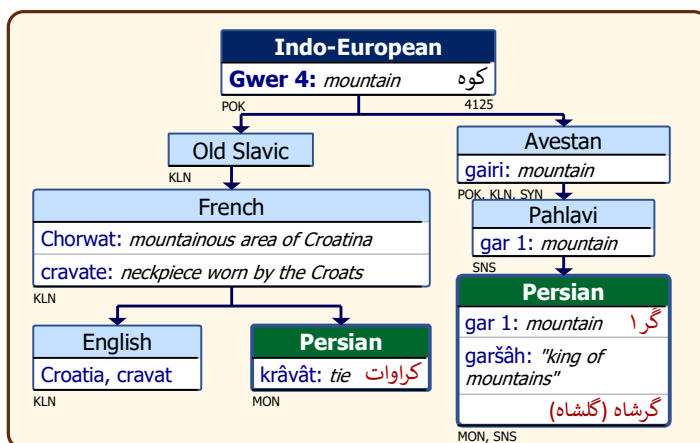 Indo-European
Gwer 4: mountain کوه
POK 4125
Old Slavic
KLN
Avestan
gairi: mountain
POK, KLN, SYN
French
Chorwat: mountainous area of Croatina
cravate: neckpiece worn by the Croats
KLN
Pahlavi
gar 1: mountain
SNS
English
Croatia, cravat
KLN
Persian
krâvât: tie کراوات
MON
Persian
gar 1: mountain گر۱
garšâh: "king of
mountains"
گرشاه (گلشاه)
MON, SNS